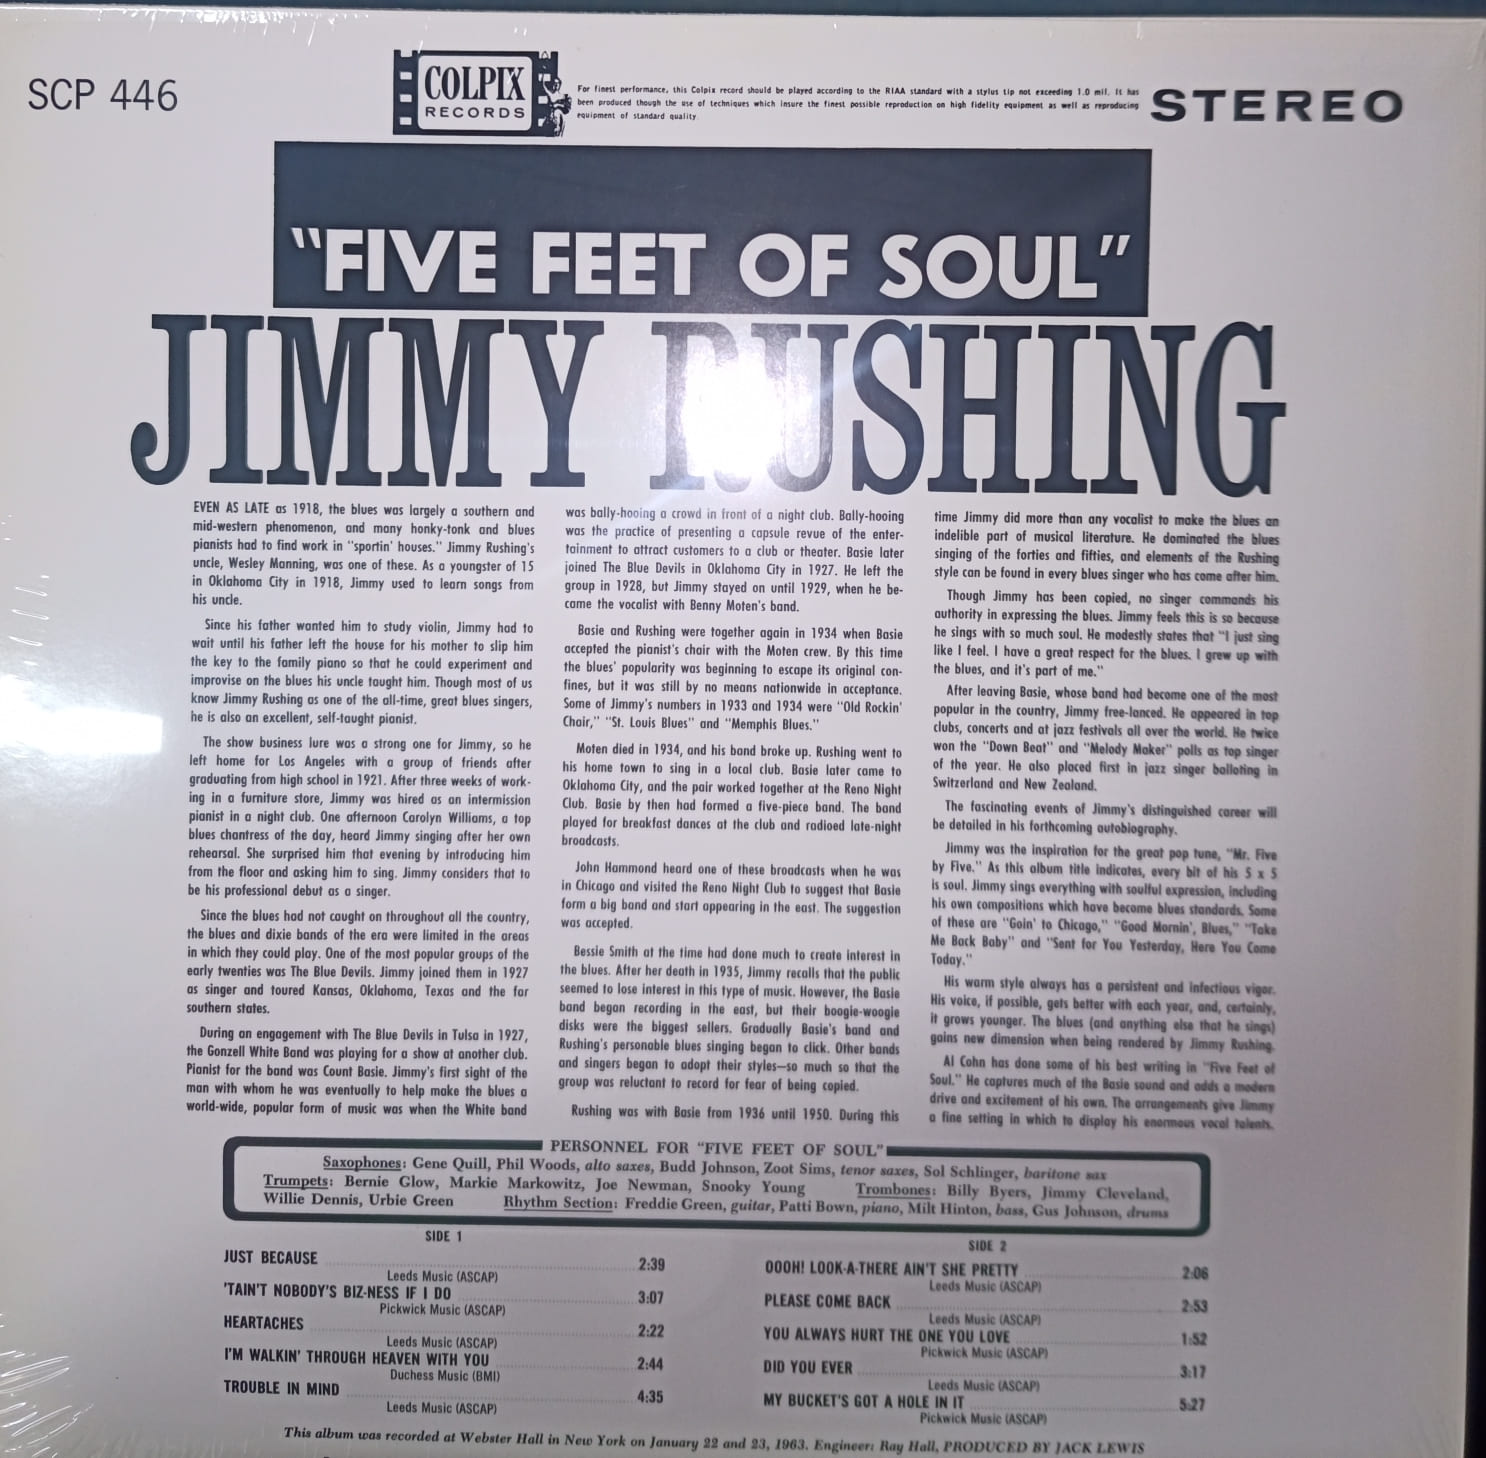 SCP 446
COLPIX
RECORDS
For finest performance, this Colpix record should be played according to the RIAA standard with a stylus tip not exceeding 1.0 mil. It has
been produced though the use of techniques which insure the finest possible reproduction on high fidelity equipment as well as reproducing
equipment of standard quality.
STEREO
"FIVE FEET OF SOUL"
JIMMY RUSHING
EVEN AS LATE as 1918, the blues was largely a southern and
mid-western phenomenon, and many honky-tonk and blues
pianists had to find work in "sportin' houses." Jimmy Rushing's
uncle, Wesley Manning, was one of these. As a youngster of 15
in Oklahoma City in 1918, Jimmy used to learn songs from
his uncle.
Since his father wanted him to study violin, Jimmy had to
wait until his father left the house for his mother to slip him
the key to the family piano so that he could experiment and
improvise on the blues his uncle taught him. Though most of us
know Jimmy Rushing as one of the all-time, great blues singers,
he is also an excellent, self-taught pianist.
The show business lure was a strong one for Jimmy, so he
left home for Los Angeles with a group of friends after
graduating from high school in 1921. After three weeks of work-
ing in a furniture store, Jimmy was hired as an intermission
pianist in a night club. One afternoon Carolyn Williams, a top
blues chantress of the day, heard Jimmy singing after her own
rehearsal. She surprised him that evening by introducing him
from the floor and asking him to sing. Jimmy considers that to
be his professional debut as a singer.
Since the blues had not caught on throughout all the country,
the blues and dixie bands of the era were limited in the areas
in which they could play. One of the most popular groups of the
early twenties was The Blue Devils. Jimmy joined them in 1927
as singer and toured Kansas, Oklahoma, Texas and the far
southern states.
During an engagement with The Blue Devils in Tulsa in 1927,
the Gonzell White Band was playing for a show at another club.
Pianist for the band was Count Basie. Jimmy's first sight of the
man with whom he was eventually to help make the blues a
world-wide, popular form of music was when the White band
was bally-hooing a crowd in front of a night club. Bally-hooing
was the practice of presenting a capsule revue of the enter-
tainment to attract customers to a club or theater. Basie later
joined The Blue Devils in Oklahoma City in 1927. He left the
group in 1928, but Jimmy stayed on until 1929, when he be-
came the vocalist with Benny Moten's band.
Basie and Rushing were together again in 1934 when Basie
accepted the pianist's chair with the Moten crew. By this time
the blues' popularity was beginning to escape its original con-
fines, but it was still by no means nationwide in acceptance.
Some of Jimmy's numbers in 1933 and 1934 were "Old Rockin'
Chair," "St. Louis Blues" and "Memphis Blues."
Moten died in 1934, and his band broke up. Rushing went to
his home town to sing in a local club. Basie later came to
Oklahoma City, and the pair worked together at the Reno Night
Club. Basie by then had formed a five-piece band. The band
played for breakfast dances at the club and radioed late-night
broadcasts.
John Hammond heard one of these broadcasts when he was
in Chicago and visited the Reno Night Club to suggest that Basie
form a big band and start appearing in the east. The suggestion
was accepted.
Bessie Smith at the time had done much to create interest in
the blues. After her death in 1935, Jimmy recalls that the public
seemed to lose interest in this type of music. However, the Basie
band began recording in the east, but their boogie-woogie
disks were the biggest sellers. Gradually Basie's band and
Rushing's personable blues singing began to click. Other bands
and singers began to adopt their styles—so much so that the
group was reluctant to record for fear of being copied.
Rushing was with Basie from 1936 until 1950. During this
time Jimmy did more than any vocalist to make the blues an
indelible part of musical literature. He dominated the blues
singing of the forties and fifties, and elements of the Rushing
style can be found in every blues singer who has come after him.
Though Jimmy has been copied, no singer commands his
authority in expressing the blues. Jimmy feels this is so because
he sings with so much soul. He modestly states that "I just sing
like I feel. I have a great respect for the blues. I grew up with
the blues, and it's part of me."
After leaving Basie, whose band had become one of the most
popular in the country, Jimmy free-lanced. He appeared in top
clubs, concerts and at jazz festivals all over the world. He twice
won the "Down Beat" and "Melody Maker" polls as top singer
of the year. He also placed first in jazz singer balloting in
Switzerland and New Zealand.
The fascinating events of Jimmy's distinguished career will
be detailed in his forthcoming autobiography.
Jimmy was the inspiration for the great pop tune, "Mr. Five
by Five." As this album title indicates, every bit of his 5 x 5
is soul. Jimmy sings everything with soulful expression, including
his own compositions which have become blues standards. Some
of these are "Goin' to Chicago," "Good Mornin', Blues," "Take
Me Back Baby" and "Sent for You Yesterday, Here You Come
Today."
His warm style always has a persistent and infectious vigor.
His voice, if possible, gets better with each year, and, certainly,
it grows younger. The blues (and anything else that he sings)
gains new dimension when being rendered by Jimmy Rushing.
Al Cohn has done some of his best writing in "Five Feet of
Soul." He captures much of the Basie sound and adds a modern
drive and excitement of his own. The arrangements give Jimmy
a fine setting in which to display his enormous vocal talents.
PERSONNEL FOR "FIVE FEET OF SOUL"
Saxophones: Gene Quill, Phil Woods, alto saxes, Budd Johnson, Zoot Sims, tenor saxes, Sol Schlinger, baritone sax
Trumpets: Bernie Glow, Markie Markowitz, Joe Newman, Snooky Young Trombones: Billy Byers, Jimmy Cleveland,
Willie Dennis, Urbie Green Rhythm Section: Freddie Green, guitar, Patti Bown, piano, Milt Hinton, bass, Gus Johnson, drums
SIDE 1
JUST BECAUSE 2:39
Leeds Music (ASCAP)
'TAIN'T NOBODY'S BIZ-NESS IF I DO 3:07
Pickwick Music (ASCAP)
HEARTACHES 2:22
Leeds Music (ASCAP)
I'M WALKIN' THROUGH HEAVEN WITH YOU 2:44
Duchess Music (BMI)
TROUBLE IN MIND 4:35
Leeds Music (ASCAP)
SIDE 2
OOOH! LOOK-A-THERE AIN'T SHE PRETTY 2:06
Leeds Music (ASCAP)
PLEASE COME BACK 2:53
Leeds Music (ASCAP)
YOU ALWAYS HURT THE ONE YOU LOVE 1:52
Pickwick Music (ASCAP)
DID YOU EVER 3:17
Leeds Music (ASCAP)
MY BUCKET'S GOT A HOLE IN IT 5:27
Pickwick Music (ASCAP)
This album was recorded at Webster Hall in New York on January 22 and 23, 1963. Engineer: Ray Hall, PRODUCED BY JACK LEWIS